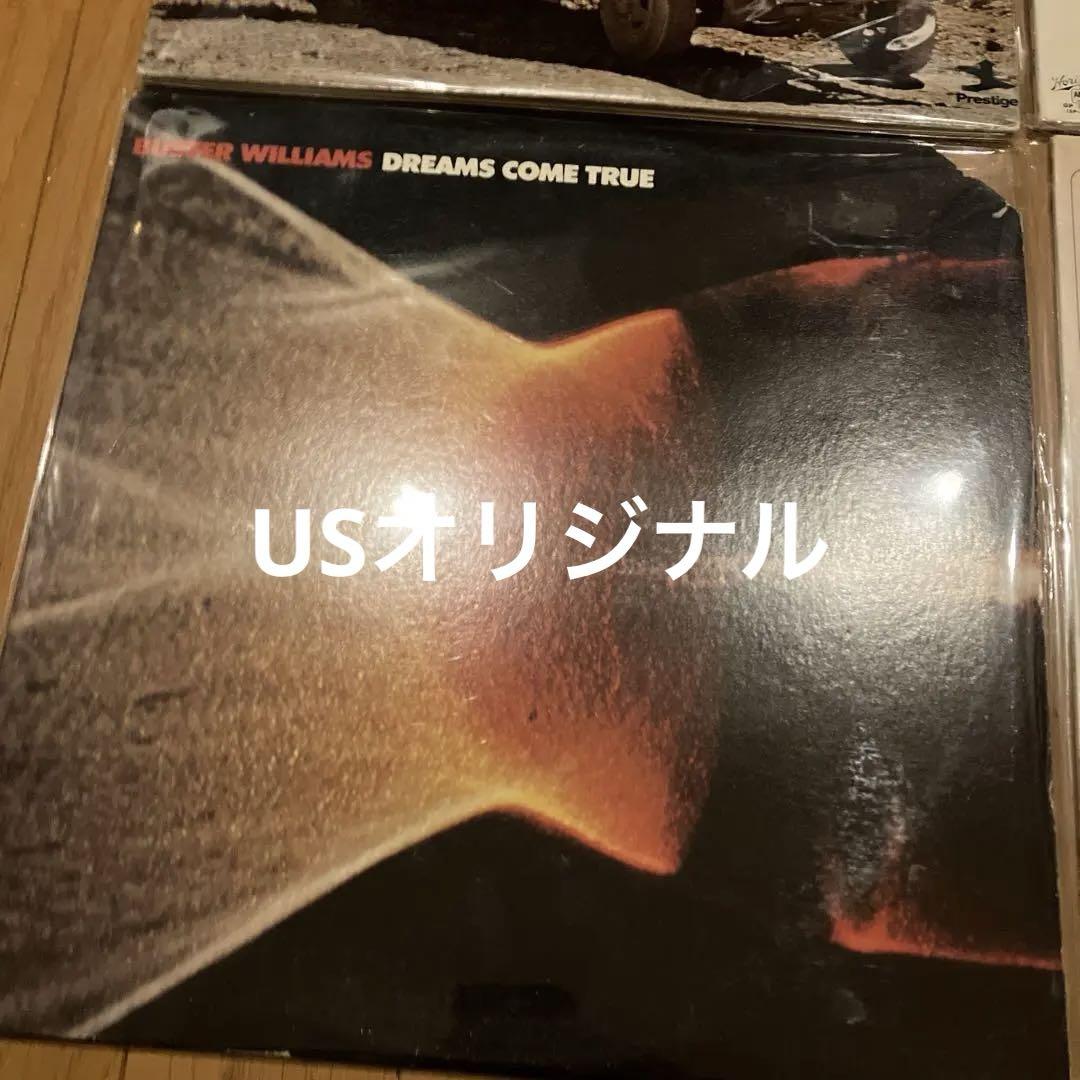 Prestige
BUSTER WILLIAMS DREAMS COME TRUE
USオリジナル